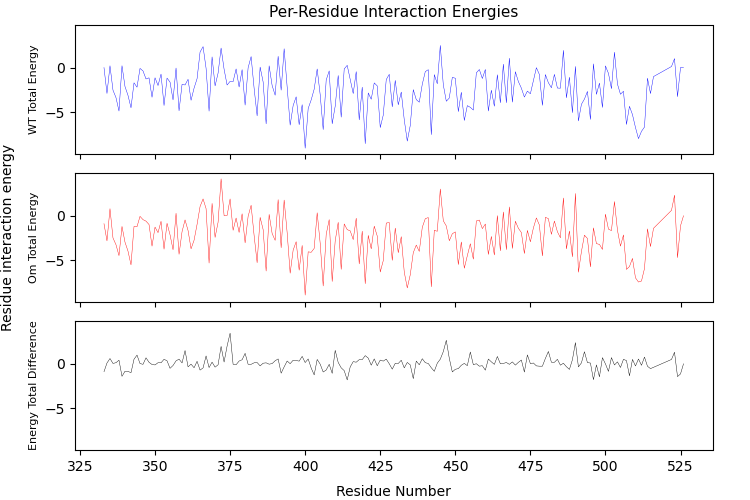 Per-Residue Interaction Energies
Residue interaction energy
WT Total Energy
0
−5
Om Total Energy
0
−5
Energy Total Difference
0
−5
325 350 375 400 425 450 475 500 525
Residue Number